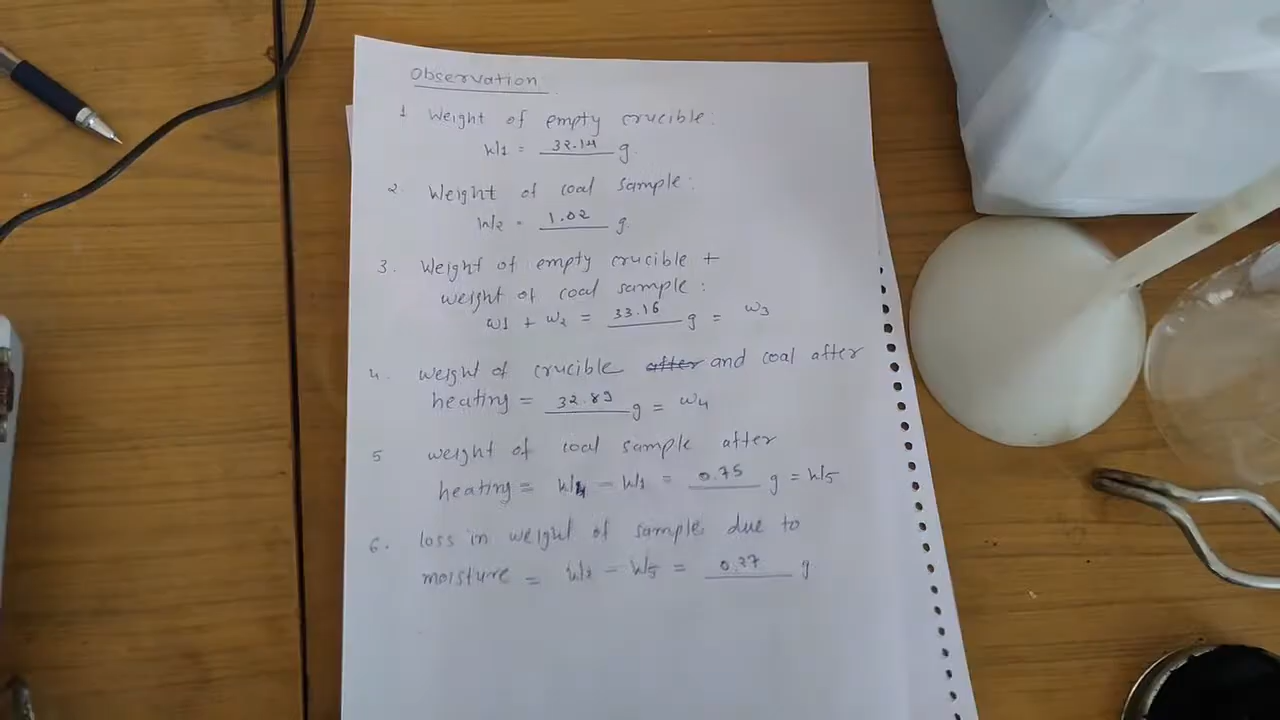 Observation
1 Weight of empty crucible:
W1 = 32.14 g.
2. Weight of coal sample:
W2 = 1.02 g.
3. Weight of empty crucible +
weight of coal sample:
w1 + w2 = 33.16 g = w3
4. weight of crucible after and coal after
heating = 32.89 g = w4
5 weight of coal sample after
heating = W4 - W1 = 0.75 g = W5
6. loss in weight of sample due to
moisture = W2 - W5 = 0.27 g